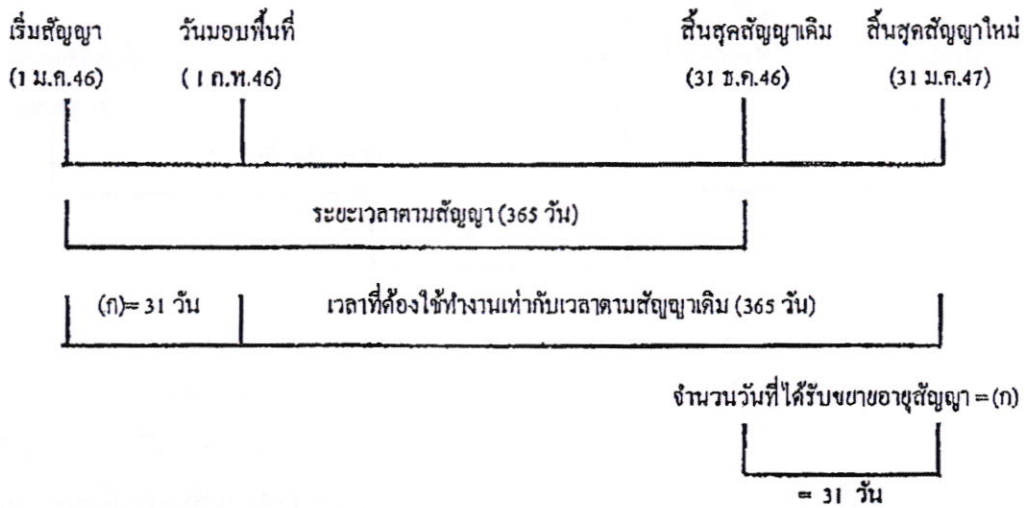 เริ่มสัญญา วันมอบพื้นที่ สิ้นสุดสัญญาเดิม สิ้นสุดสัญญาใหม่
(1 ม.ค.46) ( 1 ก.พ.46) (31 ธ.ค.46) (31 ม.ค.47)
ระยะเวลาตามสัญญา (365 วัน)
(ก)= 31 วัน เวลาที่ต้องใช้ทำงานเท่ากับเวลาตามสัญญาเดิม (365 วัน)
จำนวนวันที่ได้รับขยายอายุสัญญา = (ก)
= 31 วัน